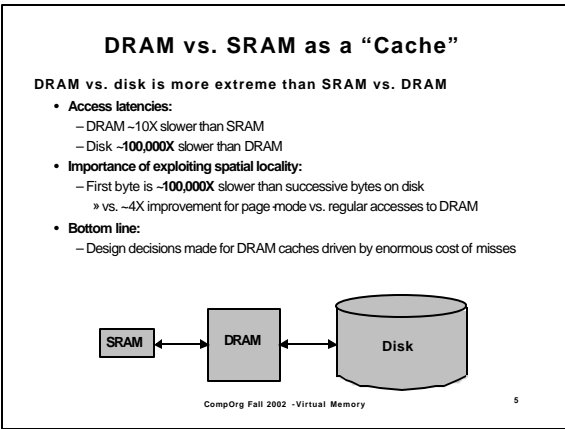 DRAM vs. SRAM as a “Cache”
DRAM vs. disk is more extreme than SRAM vs. DRAM
• Access latencies:
– DRAM ~10X slower than SRAM
– Disk ~100,000X slower than DRAM
• Importance of exploiting spatial locality:
– First byte is ~100,000X slower than successive bytes on disk
» vs. ~4X improvement for page-mode vs. regular accesses to DRAM
• Bottom line:
– Design decisions made for DRAM caches driven by enormous cost of misses
SRAM DRAM Disk
CompOrg Fall 2002 - Virtual Memory 5